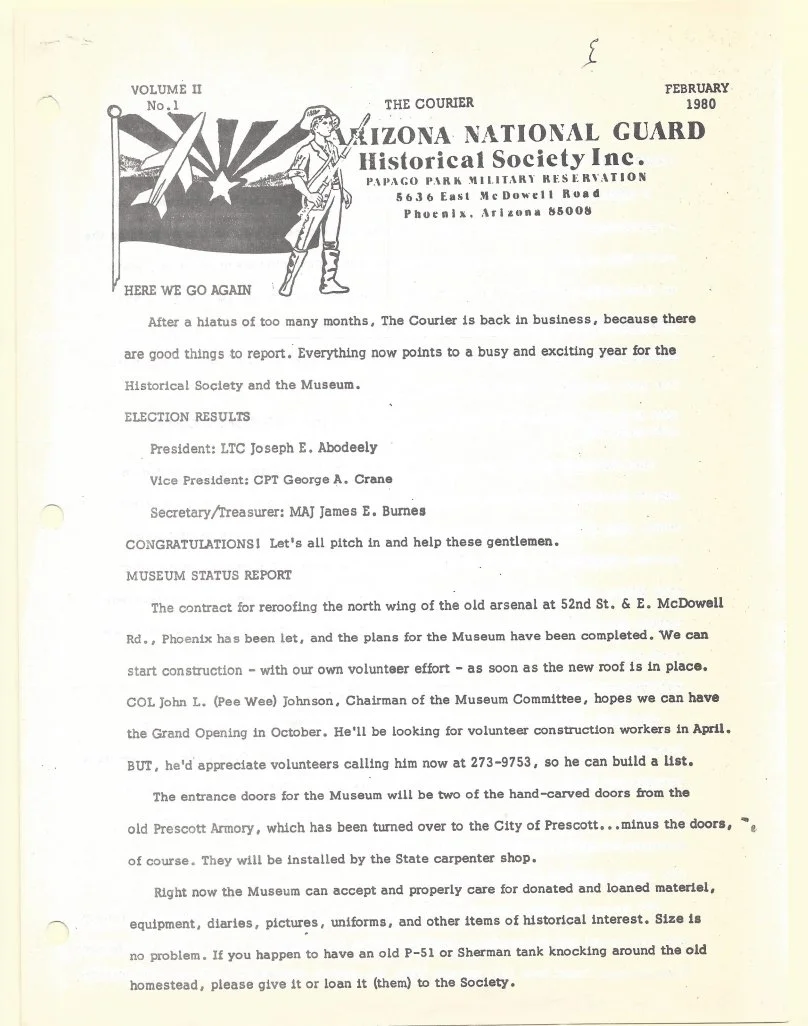 VOLUME II
No.1
THE COURIER
FEBRUARY
1980
ARIZONA NATIONAL GUARD
Historical Society Inc.
PAPAGO PARK MILITARY RESERVATION
5636 East McDowell Road
Phoenix, Arizona 85008
HERE WE GO AGAIN
After a hiatus of too many months, The Courier is back in business, because there
are good things to report. Everything now points to a busy and exciting year for the
Historical Society and the Museum.
ELECTION RESULTS
President: LTC Joseph E. Abodeely
Vice President: CPT George A. Crane
Secretary/Treasurer: MAJ James E. Burnes
CONGRATULATIONS! Let's all pitch in and help these gentlemen.
MUSEUM STATUS REPORT
The contract for reroofing the north wing of the old arsenal at 52nd St. & E. McDowell
Rd., Phoenix has been let, and the plans for the Museum have been completed. We can
start construction - with our own volunteer effort - as soon as the new roof is in place.
COL John L. (Pee Wee) Johnson, Chairman of the Museum Committee, hopes we can have
the Grand Opening in October. He'll be looking for volunteer construction workers in April.
BUT, he'd appreciate volunteers calling him now at 273-9753, so he can build a list.
The entrance doors for the Museum will be two of the hand-carved doors from the
old Prescott Armory, which has been turned over to the City of Prescott...minus the doors,
of course. They will be installed by the State carpenter shop.
Right now the Museum can accept and properly care for donated and loaned materiel,
equipment, diaries, pictures, uniforms, and other items of historical interest. Size is
no problem. If you happen to have an old P-51 or Sherman tank knocking around the old
homestead, please give it or loan it (them) to the Society.